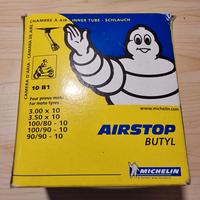 CHAMBRE À AIR - INNER TUBE - SCHLAUCH
10 B1
Pour pneus moto
For moto tyres
3.00 x 10
3.50 x 10
100/80 - 10
100/90 - 10
90/90 - 10
www.michelin.com
AIRSTOP
BUTYL
MICHELIN